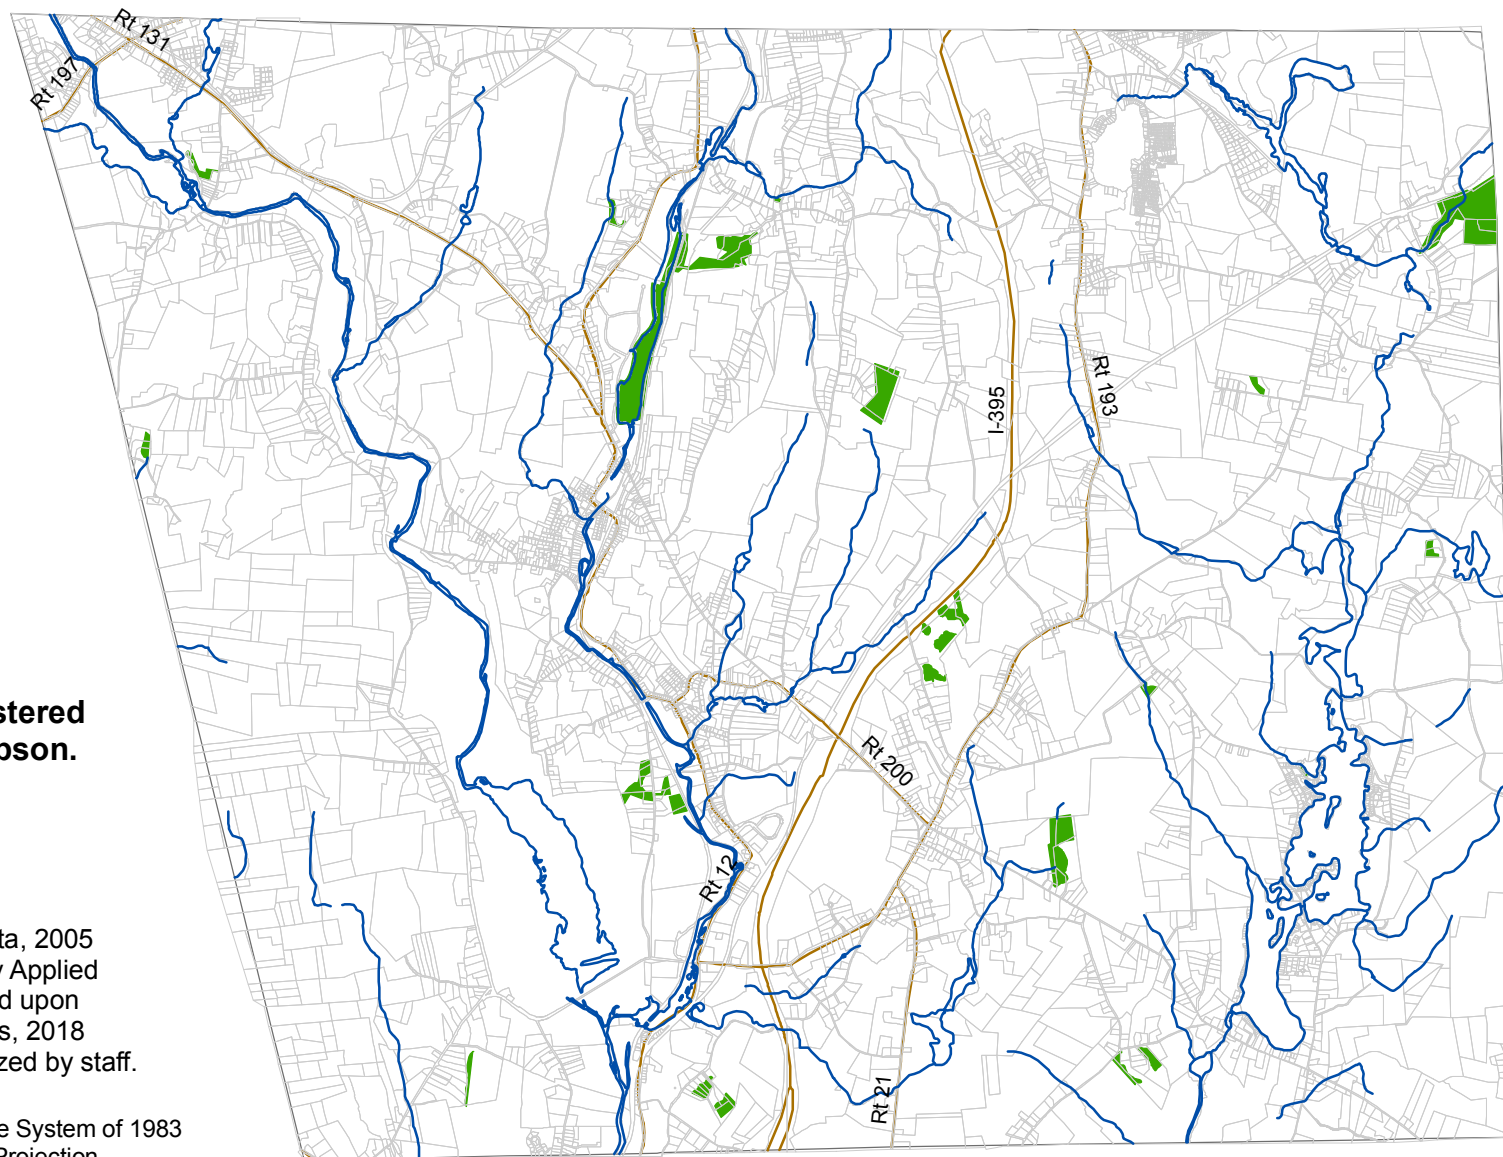 Rt 131
Rt 197
Rt 193
I-395
stered
pson.
Rt 200
Rt 12
ta, 2005
y Applied
d upon
s, 2018
zed by staff.
Rt 21
e System of 1983
Projection